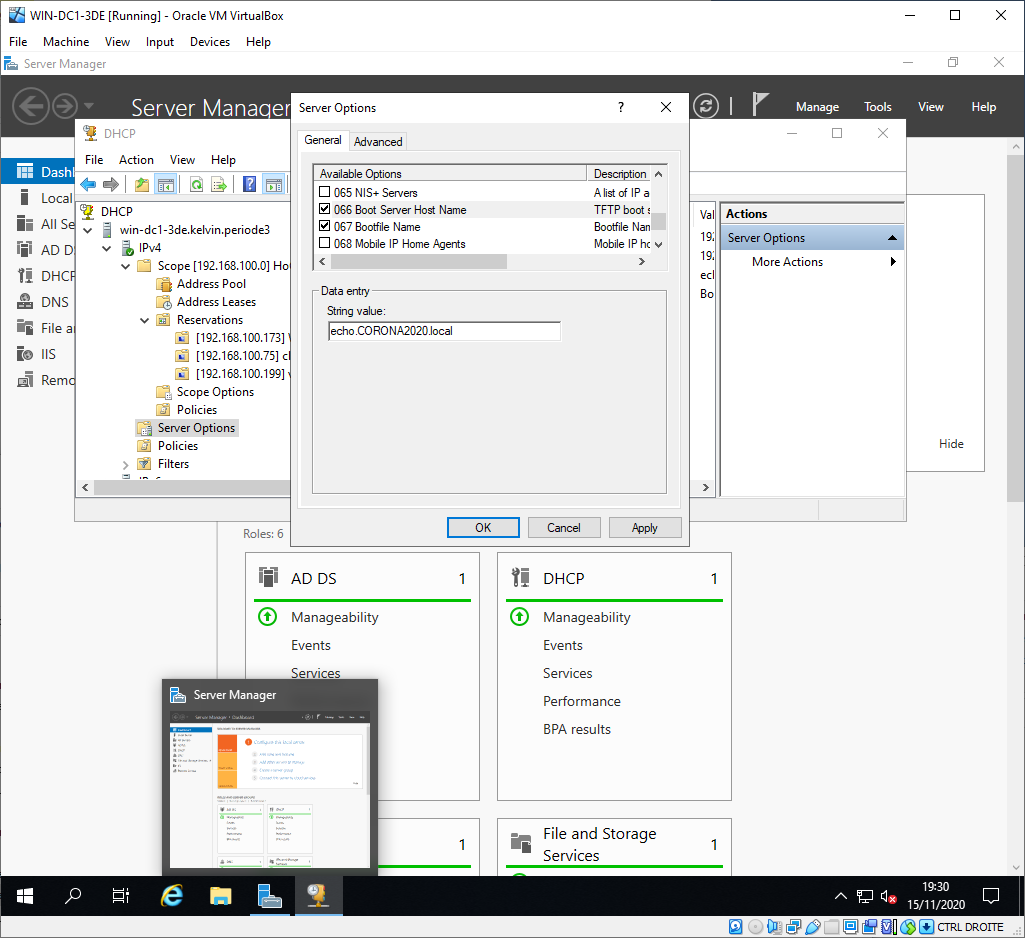 WIN-DC1-3DE [Running] - Oracle VM VirtualBox
File Machine View Input Devices Help
Server Manager
Server Manager
Manage Tools View Help
Server Options
?
DHCP
File Action View Help
General Advanced
Available Options Description
065 NIS+ Servers A list of IP a
066 Boot Server Host Name TFTP boot s
067 Bootfile Name Bootfile Nan
068 Mobile IP Home Agents Mobile IP ho
Data entry
String value:
echo.CORONA2020.local
OK Cancel Apply
DHCP
win-dc1-3de.kelvin.periode3
IPv4
Scope [192.168.100.0] Ho
Address Pool
Address Leases
Reservations
[192.168.100.173]
[192.168.100.75] cl
[192.168.100.199]
Scope Options
Policies
Server Options
Policies
Filters
Val
192
192
ech
Bo
Actions
Server Options
More Actions
Dashb
Local
All Se
AD D
DHCP
DNS
File a
IIS
Remo
Hide
Roles: 6
AD DS 1
Manageability
Events
Services
DHCP 1
Manageability
Events
Services
Performance
BPA results
Server Manager
1
File and Storage
Services 1
19:30
15/11/2020
CTRL DROITE